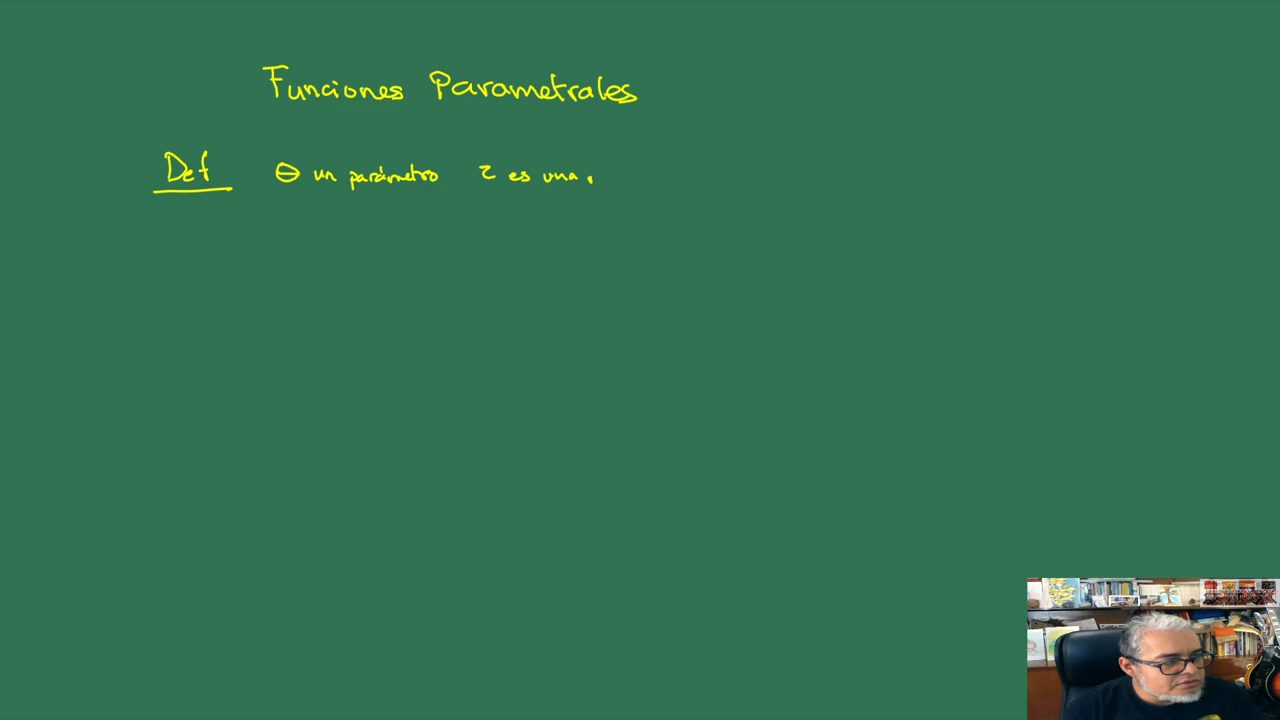 Funciones Parametrales
Def θ un parámetro τ es una